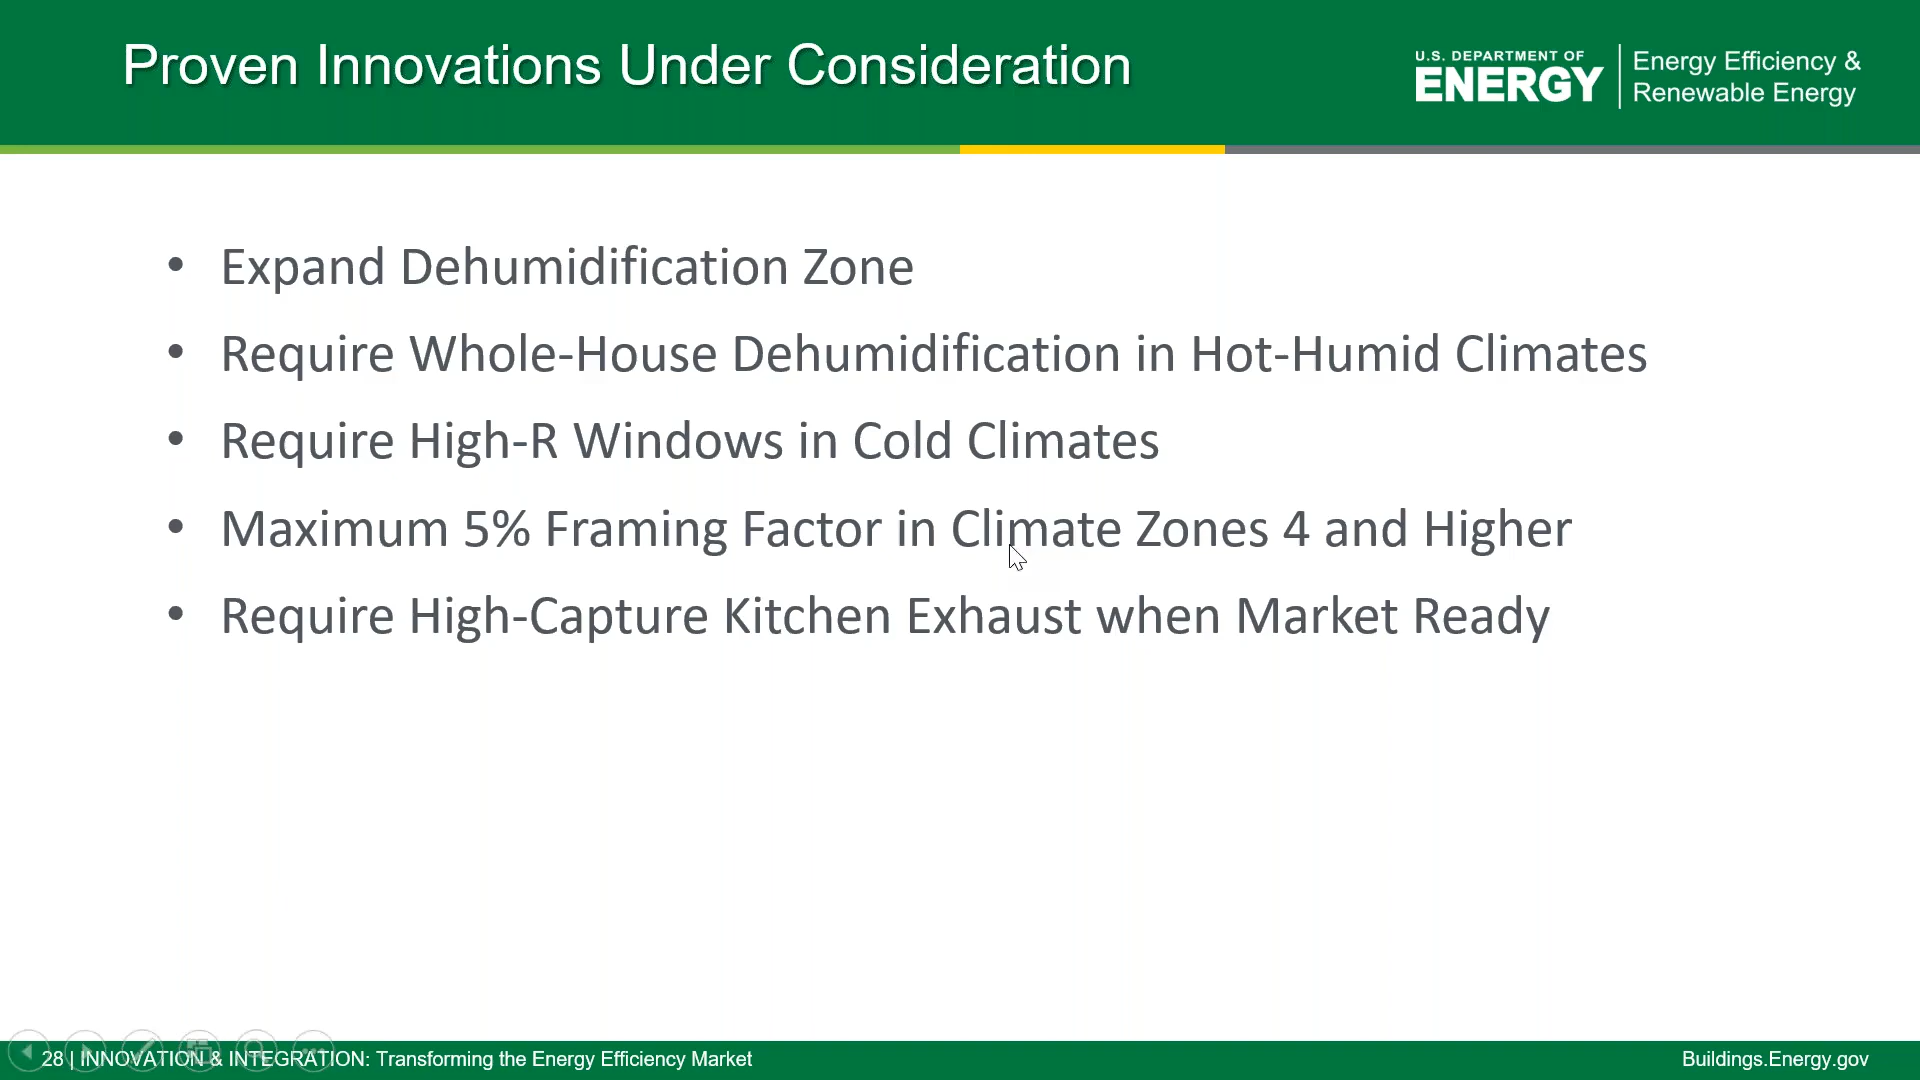 Proven Innovations Under Consideration
U.S. DEPARTMENT OF
ENERGY
Energy Efficiency &
Renewable Energy
• Expand Dehumidification Zone
• Require Whole-House Dehumidification in Hot-Humid Climates
• Require High-R Windows in Cold Climates
• Maximum 5% Framing Factor in Climate Zones 4 and Higher
• Require High-Capture Kitchen Exhaust when Market Ready
28 | INNOVATION & INTEGRATION: Transforming the Energy Efficiency Market
Buildings.Energy.gov